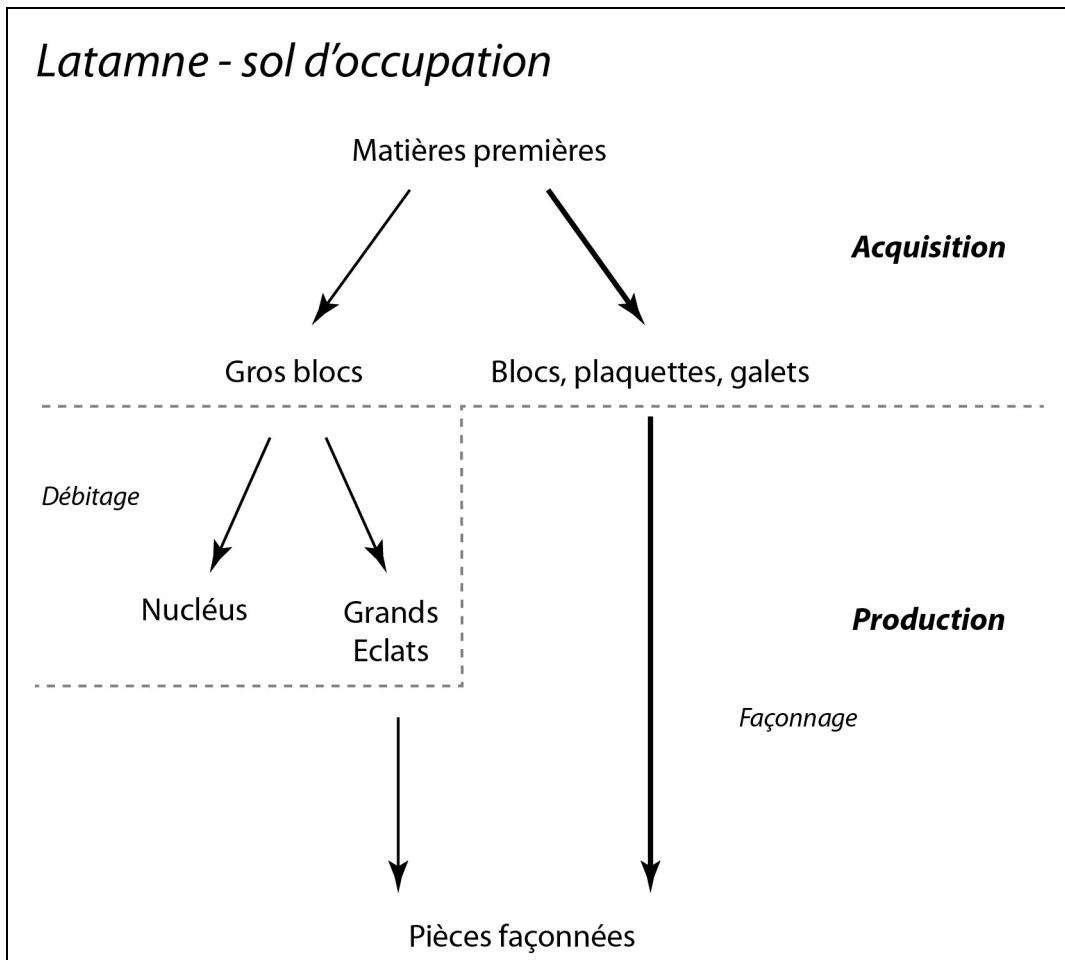 Latamne - sol d'occupation
Matières premières
Acquisition
Gros blocs
Blocs, plaquettes, galets
Débitage
Nucléus
Grands
Eclats
Production
Façonnage
Pièces façonnées